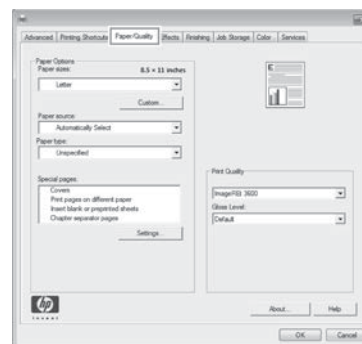 Advanced Printing Shortcuts Paper/Quality Effects Finishing Job Storage Color Services
Paper Options
Paper sizes: 8.5 × 11 inches
Letter
Custom...
Paper source:
Automatically Select
Paper type:
Unspecified
Special pages:
Covers
Print pages on different paper
Insert blank or preprinted sheets
Chapter separator pages
Settings...
Print Quality
ImageREt 3600
Gloss Level:
Default
hp
invent
About... Help
OK Cancel